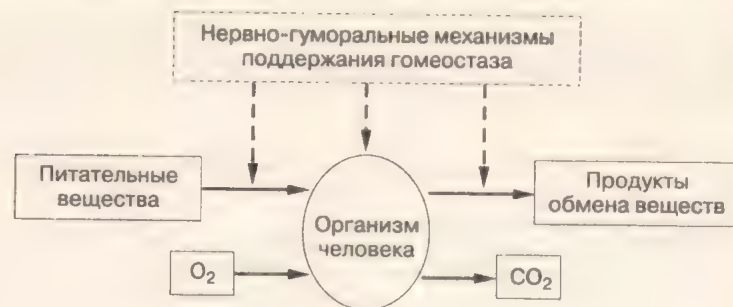 Нервно-гуморальные механизмы
поддержания гомеостаза
Питательные
вещества
Продукты
обмена веществ
Организм
человека
O₂
CO₂